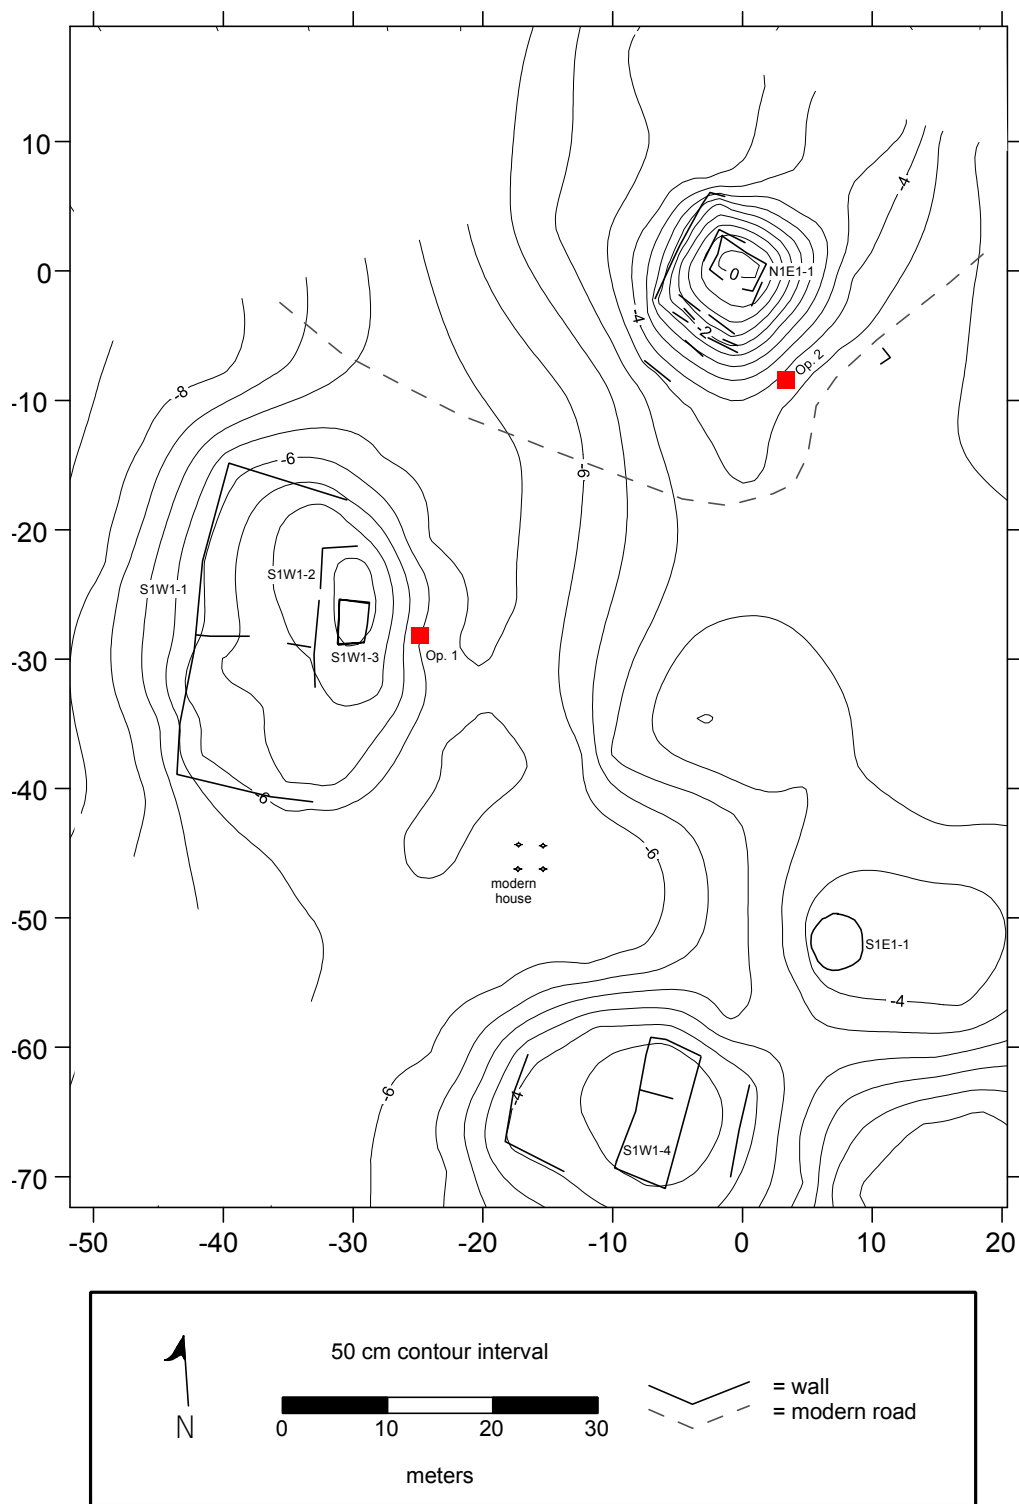 10
-4
0
N1E1-1
0
-4
-2
Op. 2
-8
-10
-6
-6
-20
S1W1-2
S1W1-1
-30
S1W1-3
Op. 1
-40
-6
-6
modern
house
-50
S1E1-1
-4
-60
-6
-4
S1W1-4
-70
-50
-40
-30
-20
-10
0
10
20
50 cm contour interval
= wall
= modern road
0
10
20
30
N
meters